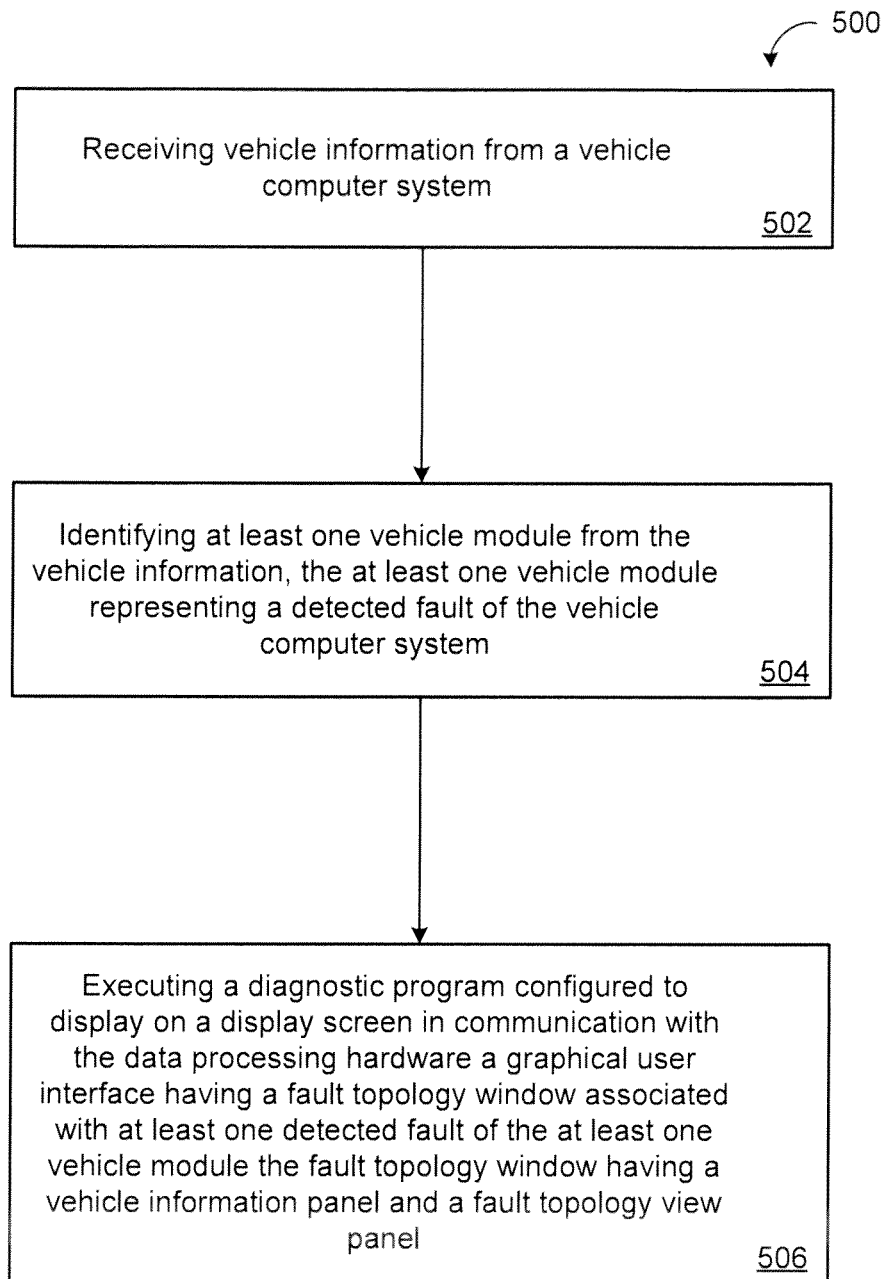 500
Receiving vehicle information from a vehicle
computer system
502
Identifying at least one vehicle module from the
vehicle information, the at least one vehicle module
representing a detected fault of the vehicle
computer system
504
Executing a diagnostic program configured to
display on a display screen in communication with
the data processing hardware a graphical user
interface having a fault topology window associated
with at least one detected fault of the at least one
vehicle module the fault topology window having a
vehicle information panel and a fault topology view
panel
506